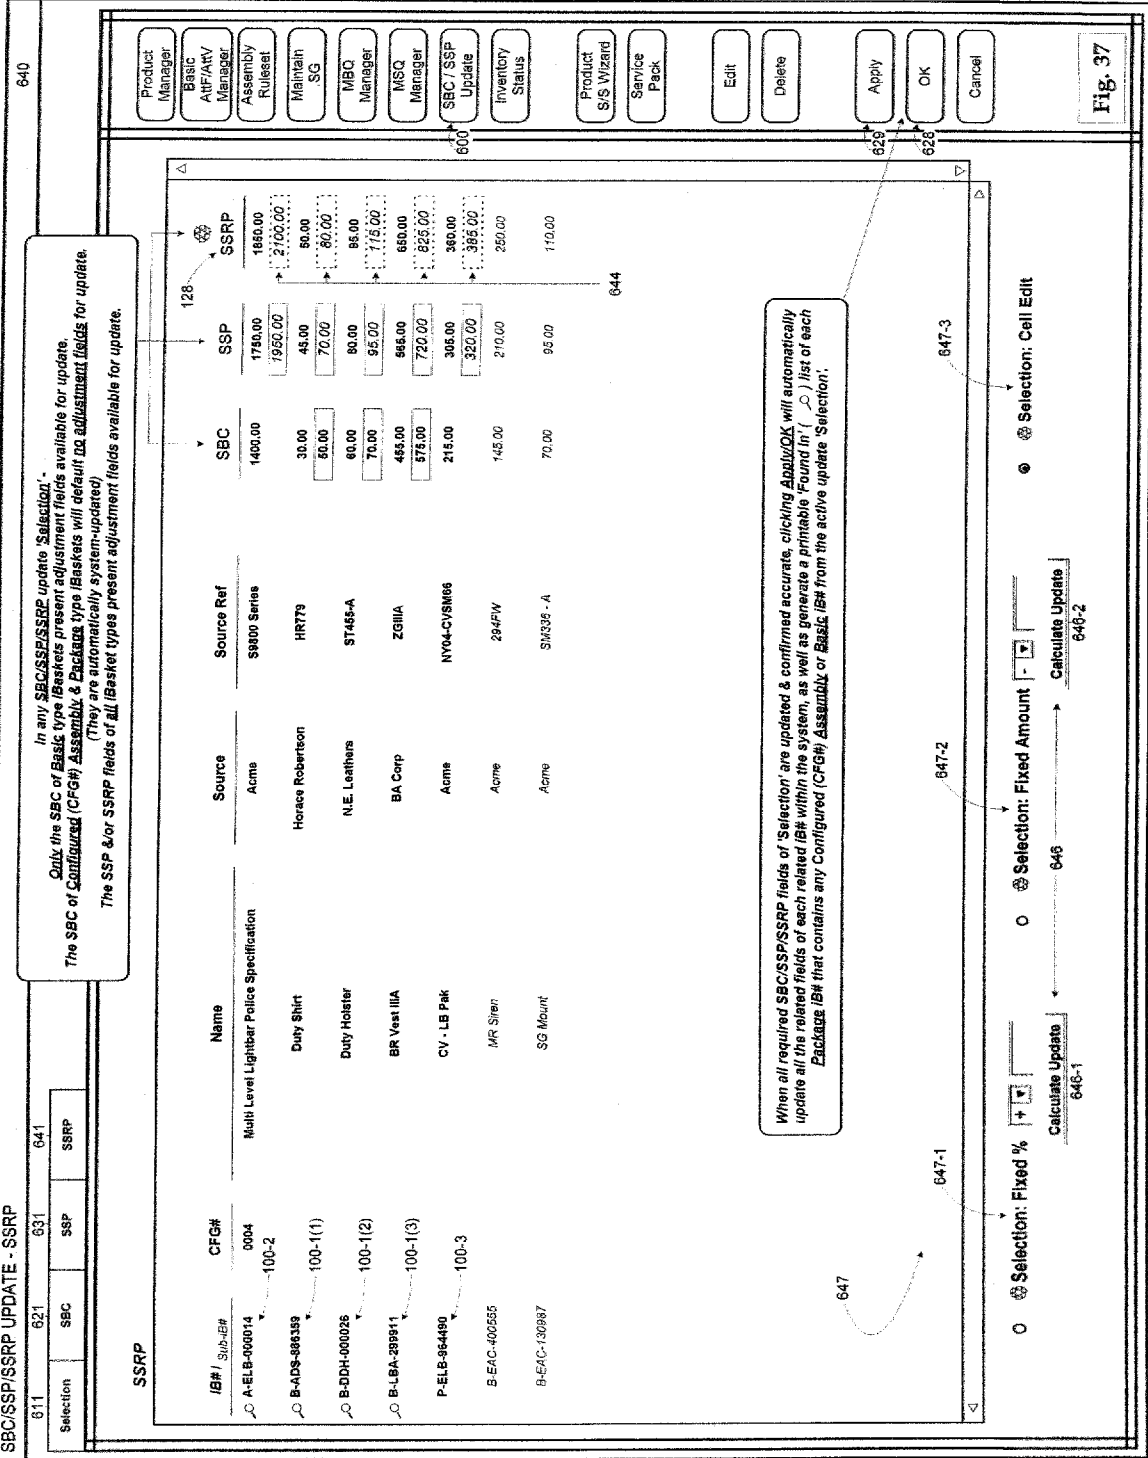 SBC/SSP/SSRP UPDATE - SSRP
640
611 621 631 641
Selection SBC SSP SSRP
In any SBC/SSP/SSRP update 'Selection' -
Only the SBC of Basic type iBaskets present adjustment fields available for update.
The SBC of Configured (CFG#) Assembly & Package type iBaskets will default no adjustment fields for update.
(They are automatically system-updated)
The SSP &/or SSRP fields of all iBasket types present adjustment fields available for update.
SSRP
128
IB# / Sub-iB# CFG# Name Source Source Ref SBC SSP SSRP
A-ELB-000014 0004 Multi Level Lightbar Police Specification Acme S9800 Series 1400.00 1750.00 1850.00
100-2 1950.00 2100.00
B-ADS-886359 Duty Shirt Horace Robertson HR779 30.00 45.00 50.00
100-1(1) 50.00 70.00 80.00
B-DDH-000026 Duty Holster N.E. Leathers ST455-A 60.00 80.00 95.00
100-1(2) 70.00 95.00 115.00
B-LBA-299911 BR Vest IIIA BA Corp ZGIIIA 455.00 565.00 650.00
100-1(3) 575.00 720.00 825.00
P-ELB-964490 CV - LB Pak Acme NY04-CVSM66 215.00 305.00 360.00
100-3 320.00 385.00
B-EAC-400555 MR Siren Acme 294FW 145.00 210.00 250.00
B-EAC-130987 SG Mount Acme SM336 - A 70.00 95.00 110.00
644
When all required SBC/SSP/SSRP fields of 'Selection' are updated & confirmed accurate, clicking Apply/OK will automatically
update all the related fields of each related IB# within the system, as well as generate a printable 'Found In' ( ) list of each
Package IB# that contains any Configured (CFG#) Assembly or Basic IB# from the active update 'Selection'.
647
647-1
647-2
647-3
Selection: Fixed % +
Selection: Fixed Amount -
Selection: Cell Edit
Calculate Update
646-1
646
Calculate Update
646-2
Product
Manager
Basic
AttF/AttV
Manager
Assembly
Ruleset
Maintain
SG
MBQ
Manager
MSQ
Manager
SBC / SSP
Update
600
Inventory
Status
Product
S/S Wizard
Service
Pack
Edit
Delete
Apply
629
OK
628
Cancel
Fig. 37